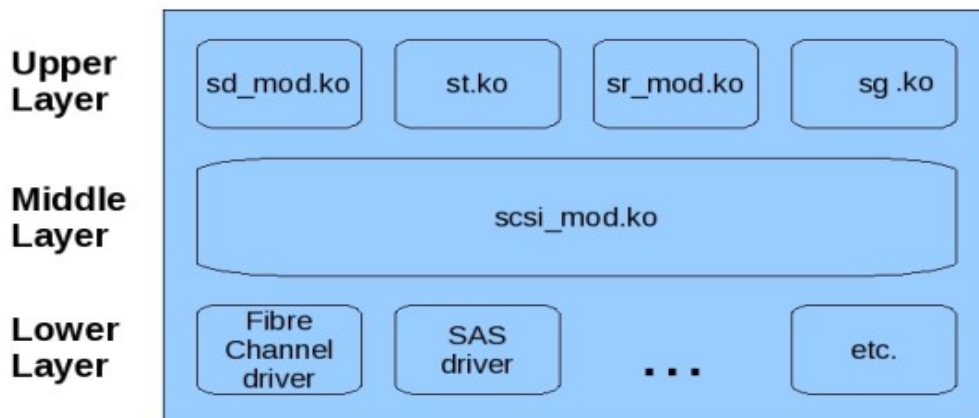 Upper
Layer
sd_mod.ko
st.ko
sr_mod.ko
sg .ko
Middle
Layer
scsi_mod.ko
Lower
Layer
Fibre
Channel
driver
SAS
driver
...
etc.